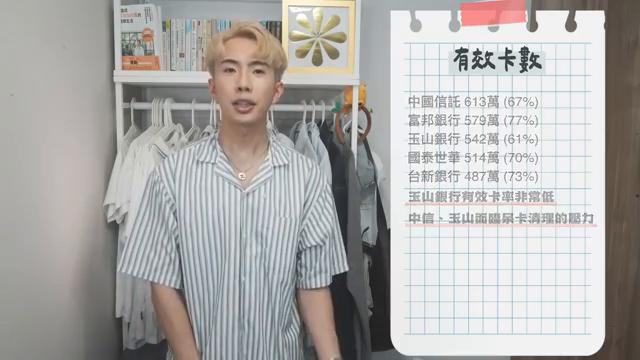 有效卡數
中國信託 613萬 (67%)
富邦銀行 579萬 (77%)
玉山銀行 542萬 (61%)
國泰世華 514萬 (70%)
台新銀行 487萬 (73%)
玉山銀行有效卡率非常低
中信、玉山面臨呆卡清理的壓力